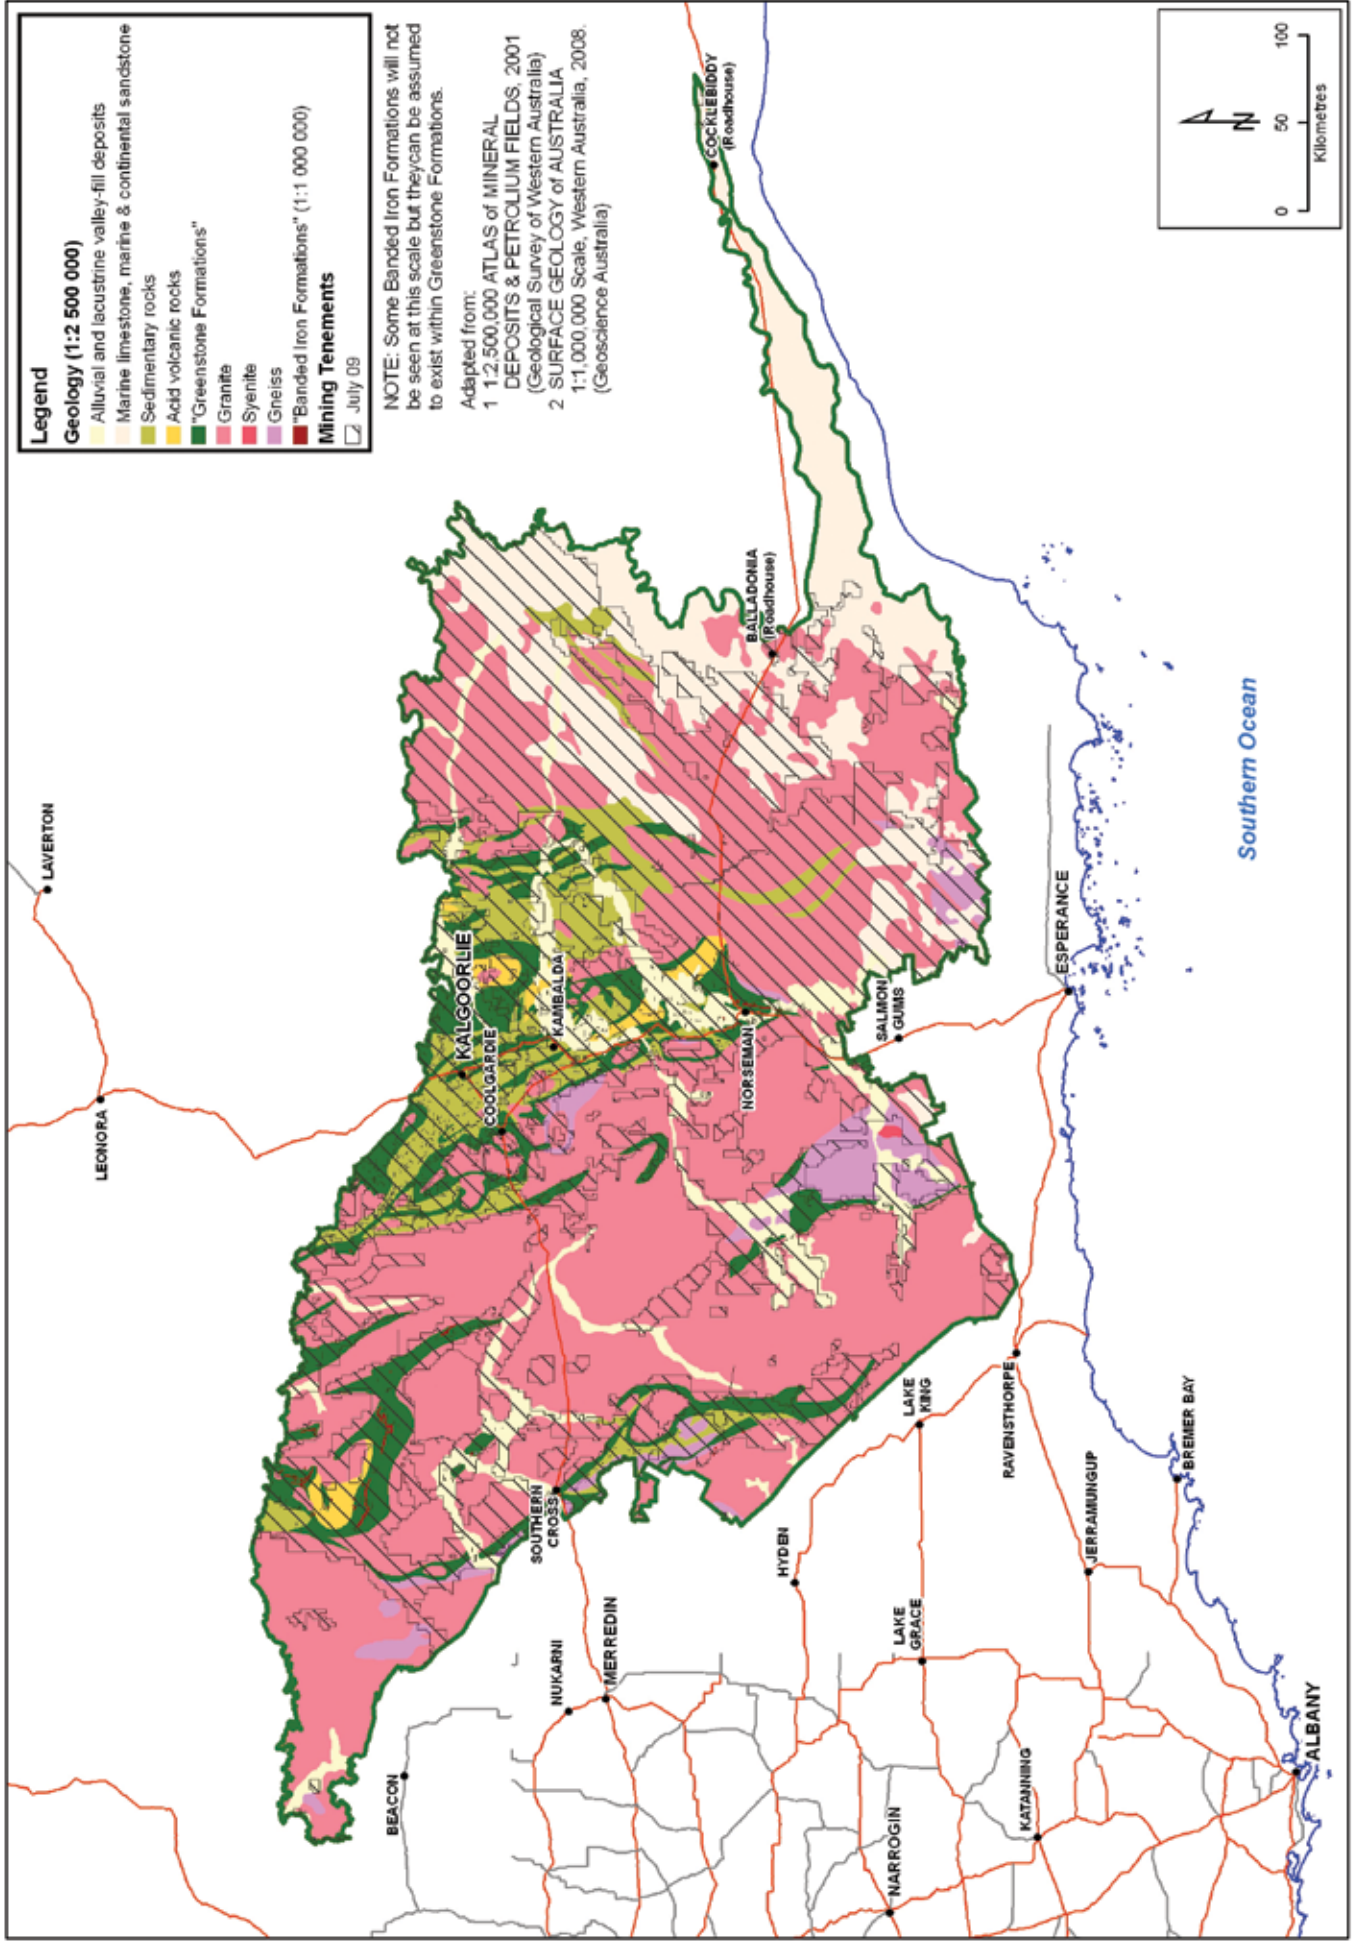 Legend
Geology (1:2 500 000)
Alluvial and lacustrine valley-fill deposits
Marine limestone, marine & continental sandstone
Sedimentary rocks
Acid volcanic rocks
"Greenstone Formations"
Granite
Syenite
Gneiss
"Banded Iron Formations" (1:1 000 000)
Mining Tenements
July 09
NOTE: Some Banded Iron Formations will not
be seen at this scale but theycan be assumed
to exist within Greenstone Formations.
Adapted from:
1 1:2,500,000 ATLAS of MINERAL
DEPOSITS & PETROLIUM FIELDS, 2001
(Geological Survey of Western Australia)
2 SURFACE GEOLOGY of AUSTRALIA
1:1,000,000 Scale, Western Australia, 2008.
(Geoscience Australia)
LAVERTON
LEONORA
KALGOORLIE
COOLGARDIE
KAMBALDA
COCKLEBIDDY
(Roadhouse)
BALLADONIA
(Roadhouse)
NORSEMAN
SALMON
GUMS
ESPERANCE
SOUTHERN
CROSS
BEACON
NUKARNI
MERREDIN
HYDEN
LAKE
KING
LAKE
GRACE
RAVENSTHORPE
NARROGIN
KATANNING
JERRAMUNGUP
BREMER BAY
ALBANY
Southern Ocean
N
0 50 100
Kilometres